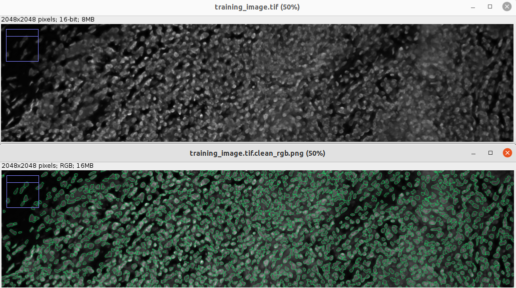 training_image.tif (50%)
2048x2048 pixels; 16-bit; 8MB
training_image.tif.clean_rgb.png (50%)
2048x2048 pixels; RGB; 16MB